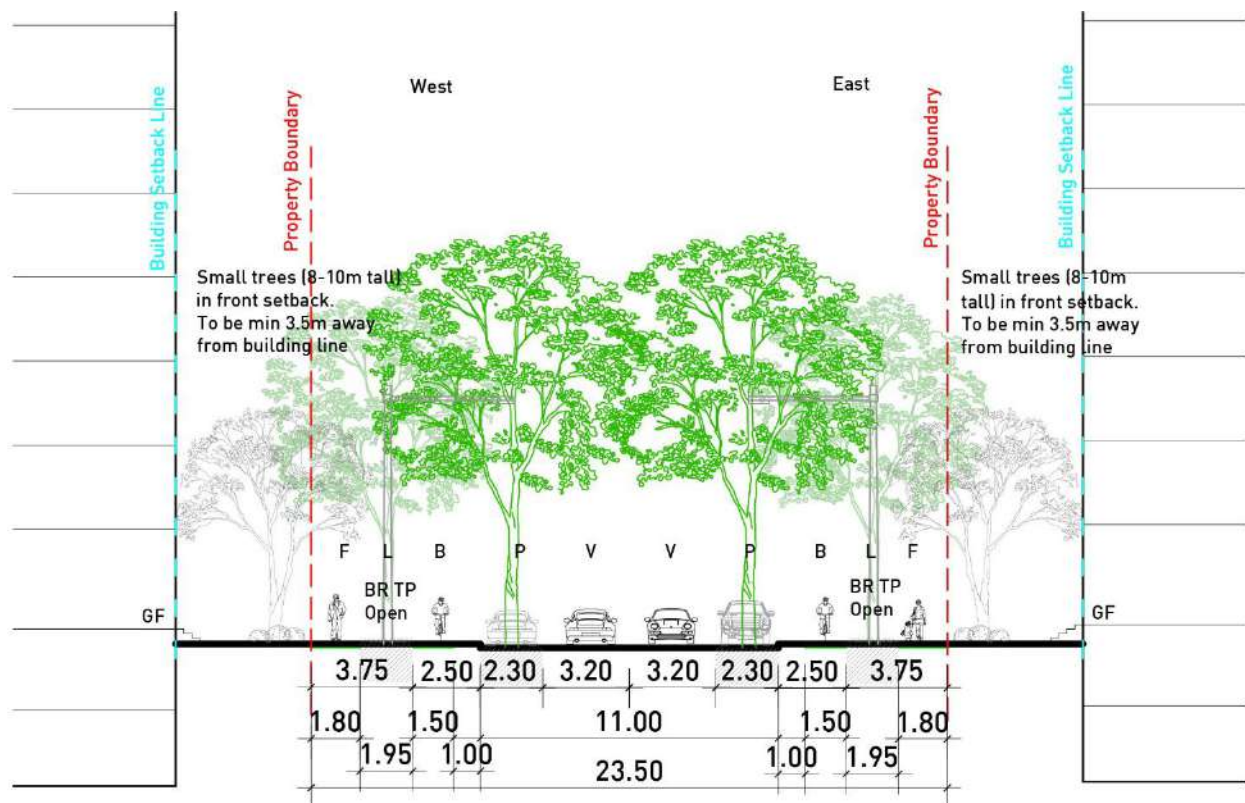 West
East
Building Setback Line
Property Boundary
Property Boundary
Building Setback Line
Small trees (8-10m tall)
in front setback.
To be min 3.5m away
from building line
Small trees (8-10m
tall) in front setback.
To be min 3.5m away
from building line
F L B P V V P B L F
BR TP
Open
BR TP
Open
GF
GF
3.75 2.50 2.30 3.20 3.20 2.30 2.50 3.75
1.80 1.50 11.00 1.50 1.80
1.95 1.00 1.00 1.95
23.50